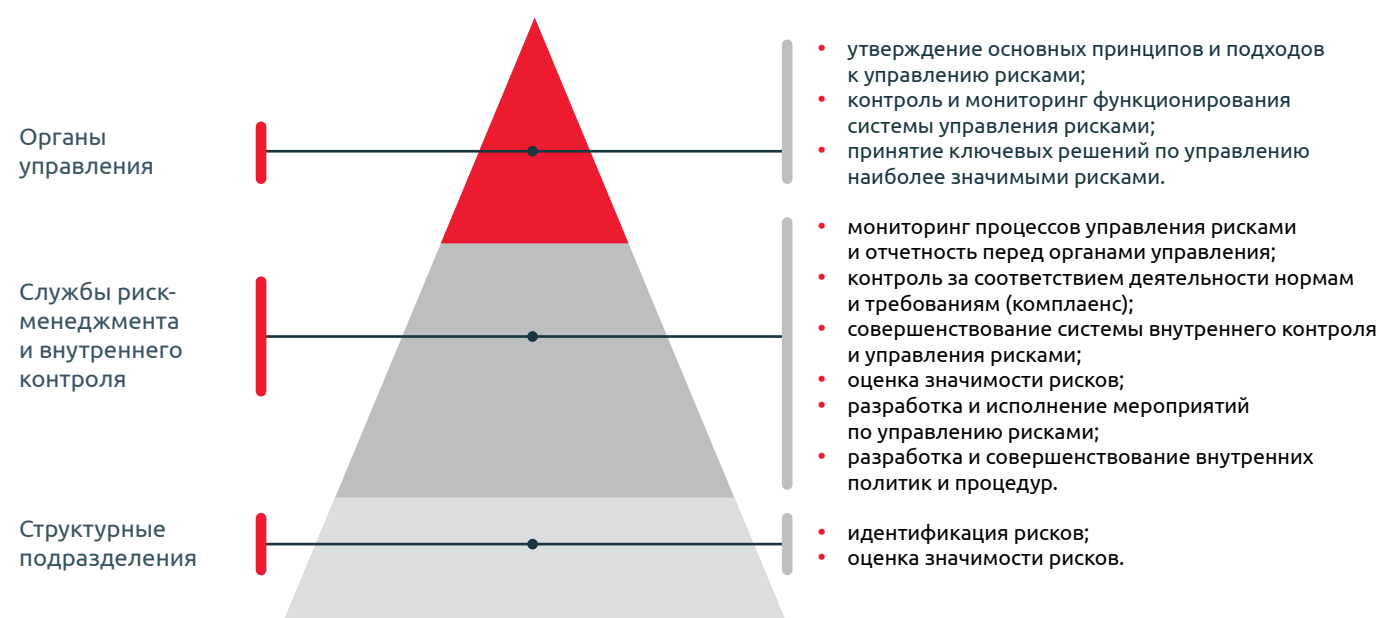 Органы
управления
• утверждение основных принципов и подходов
к управлению рисками;
• контроль и мониторинг функционирования
системы управления рисками;
• принятие ключевых решений по управлению
наиболее значимыми рисками.
Службы риск-
менеджмента
и внутреннего
контроля
• мониторинг процессов управления рисками
и отчетность перед органами управления;
• контроль за соответствием деятельности нормам
и требованиям (комплаенс);
• совершенствование системы внутреннего контроля
и управления рисками;
• оценка значимости рисков;
• разработка и исполнение мероприятий
по управлению рисками;
• разработка и совершенствование внутренних
политик и процедур.
Структурные
подразделения
• идентификация рисков;
• оценка значимости рисков.